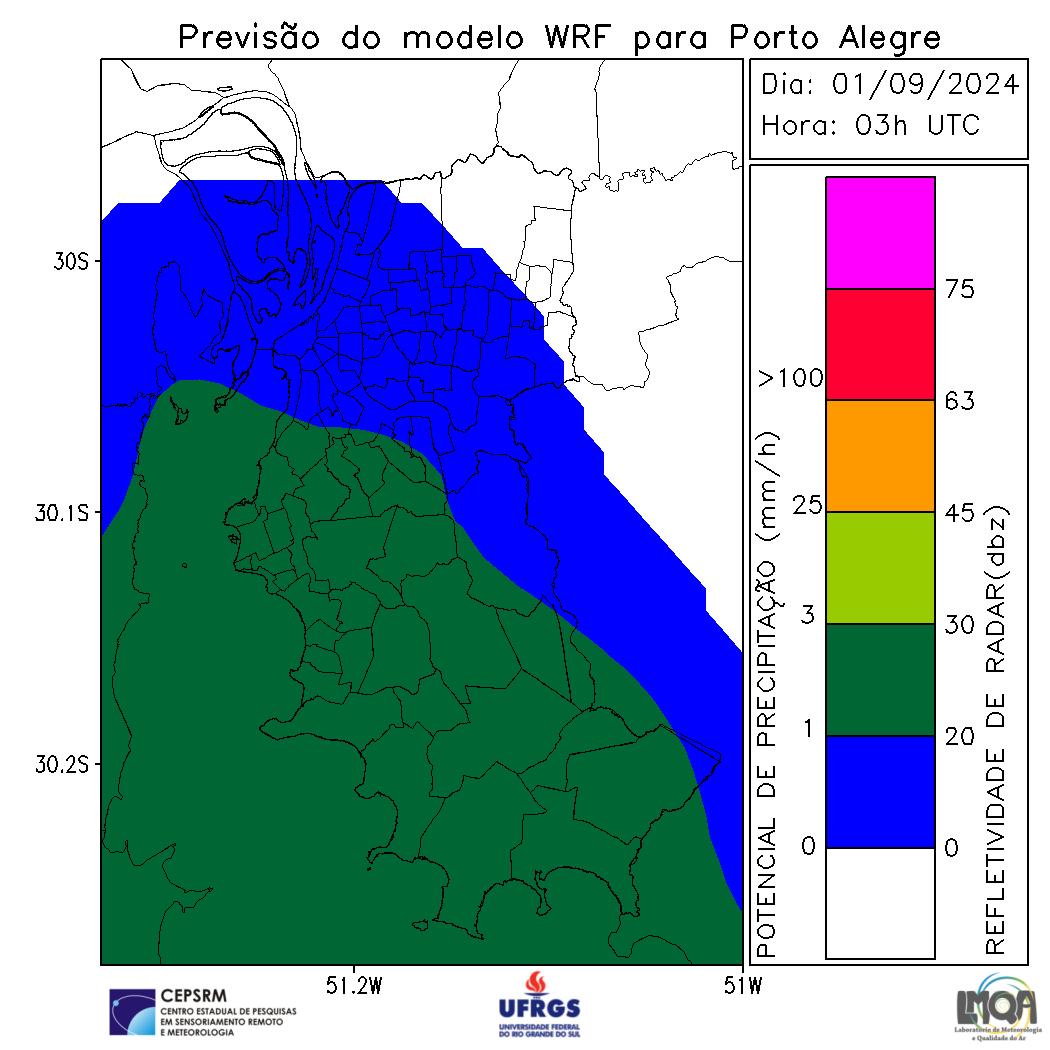 Previsão do modelo WRF para Porto Alegre
Dia: 01/09/2024
Hora: 03h UTC
30S
30.1S
30.2S
51.2W
51W
POTENCIAL DE PRECIPITAÇÃO (mm/h)
>100
25
3
1
0
75
63
45
30
20
0
REFLETIVIDADE DE RADAR(dbz)
CEPSRM
CENTRO ESTADUAL DE PESQUISAS
EM SENSORIAMENTO REMOTO
E METEOROLOGIA
UFRGS
UNIVERSIDADE FEDERAL
DO RIO GRANDE DO SUL
LMQA
Laboratório de Meteorologia
e Qualidade do Ar